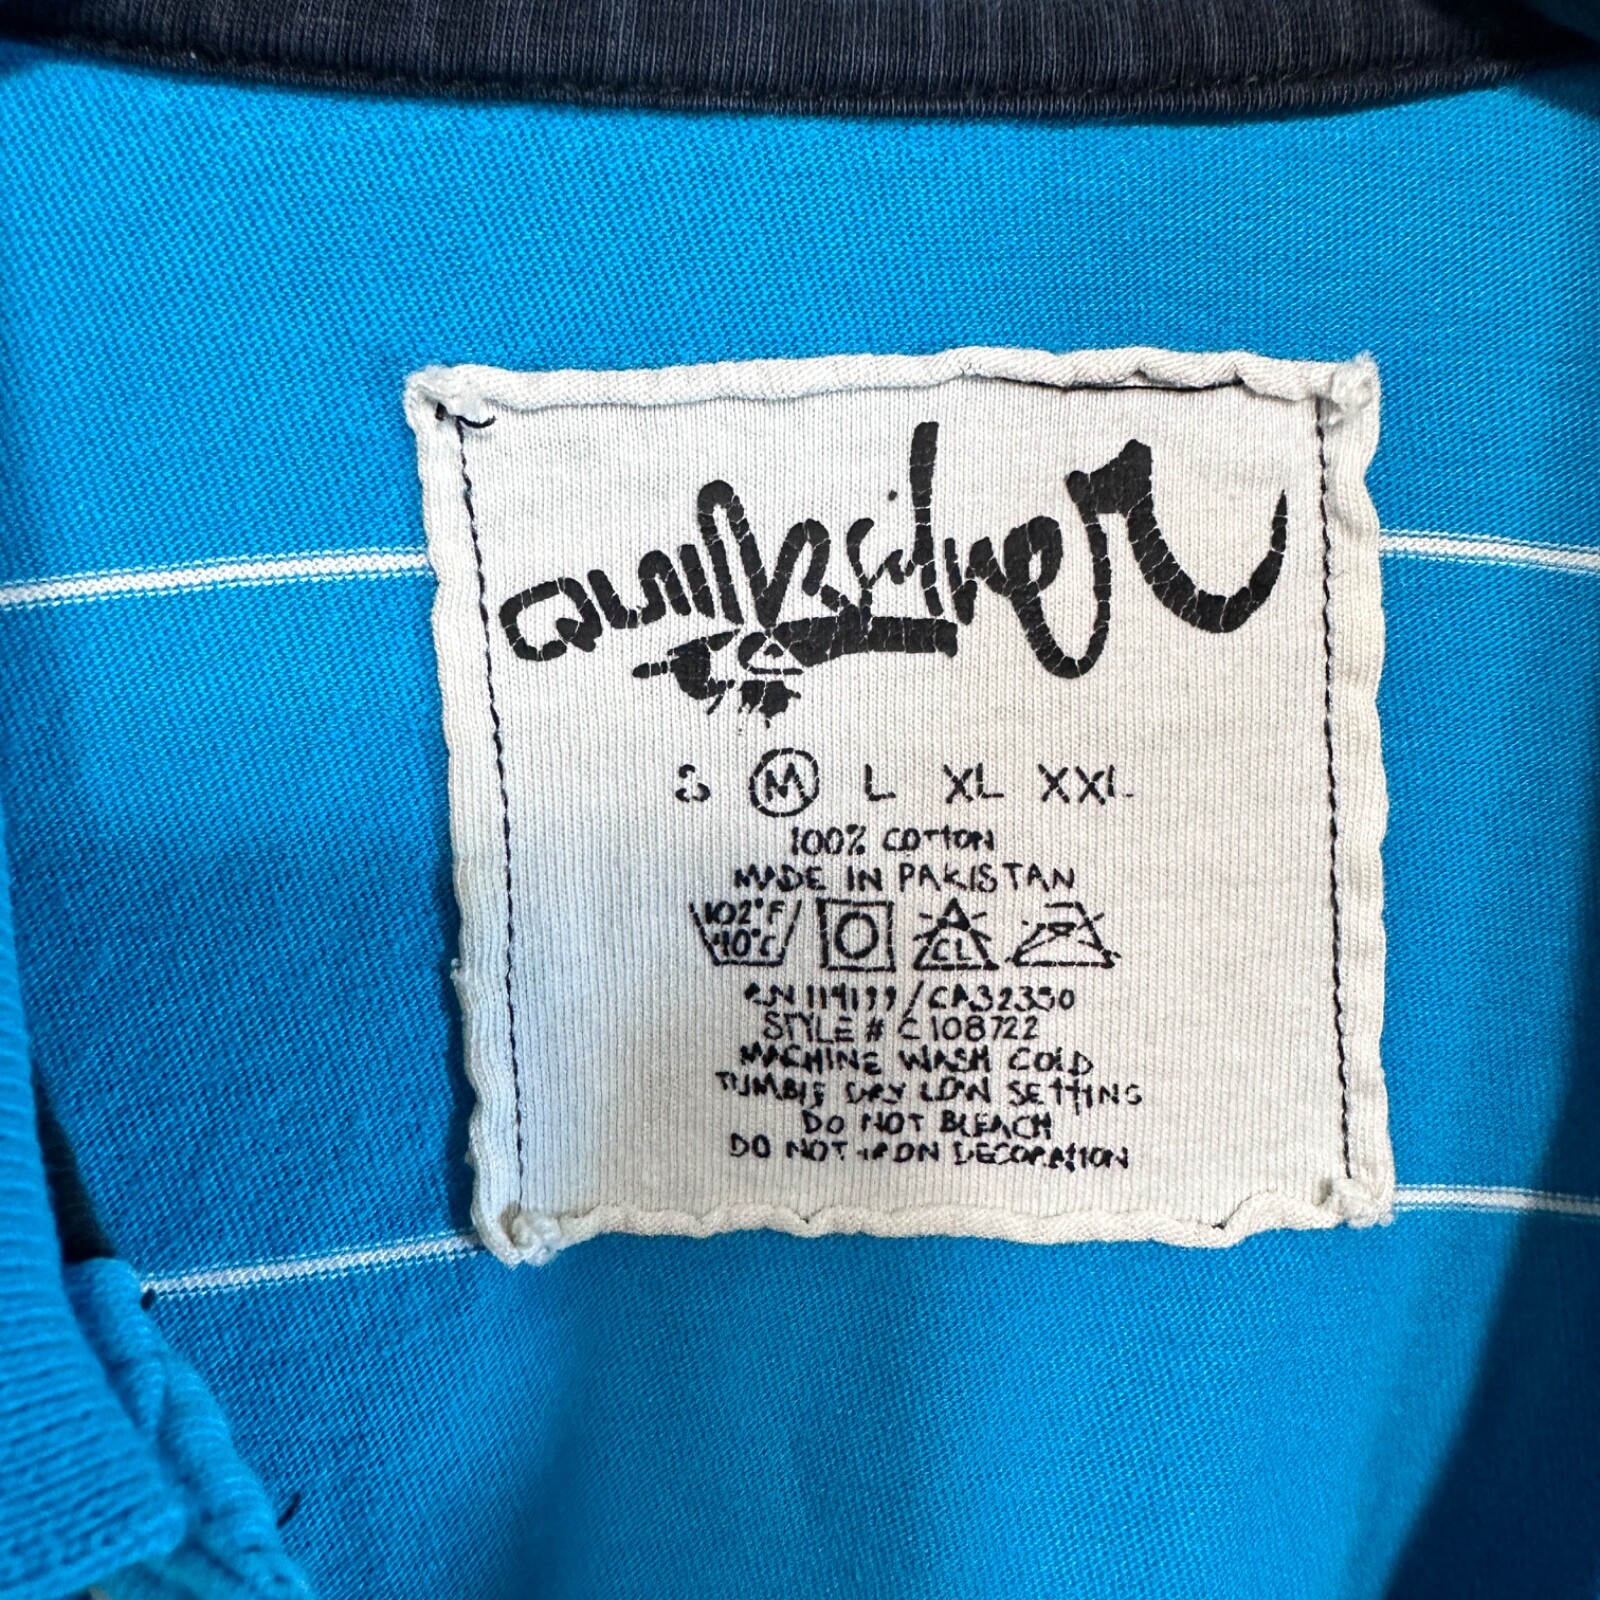 Quiksilver
S M L XL XXL
100% COTTON
MADE IN PAKISTAN
102°F
40°C
CL
RN 114199/CA32350
STYLE # C108722
MACHINE WASH COLD
TUMBLE DRY LOW SETTING
DO NOT BLEACH
DO NOT IRON DECORATION